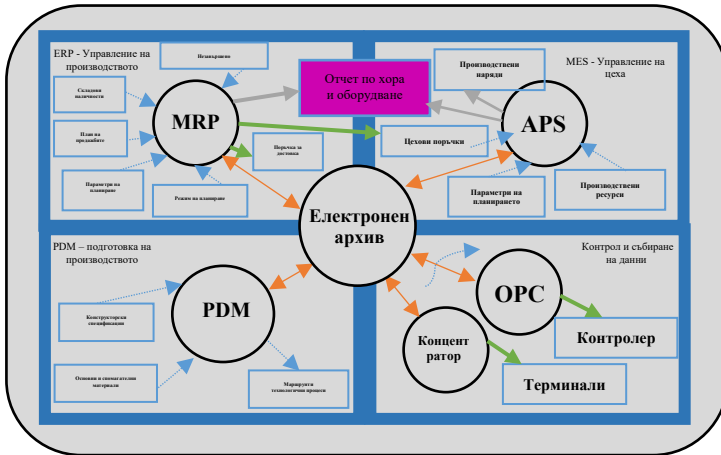 ERP - Управление на
производството
Незавършено
Складови
наличности
MRP
План на
продажбите
Параметри на
планиране
Режим на планиране
Поръчка за
доставка
Отчет по хора
и оборудване
MES - Управление на
цеха
Производствени
наряди
APS
Цехови поръчки
Параметри на
планирането
Производствени
ресурси
Електронен
архив
PDM – подготовка на
производството
PDM
Конструкторски
спецификации
Основни и спомагателни
материали
Маршрутни
технологични процеси
Контрол и събиране
на данни
OPC
Концент
ратор
Контролер
Терминали